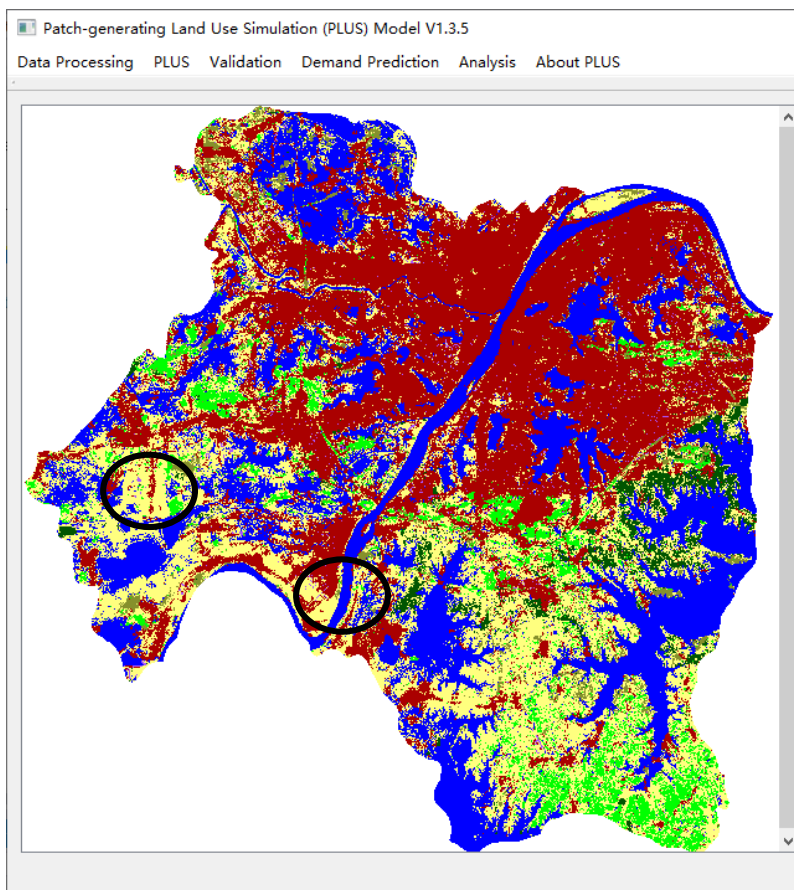 Patch-generating Land Use Simulation (PLUS) Model V1.3.5
Data Processing PLUS Validation Demand Prediction Analysis About PLUS